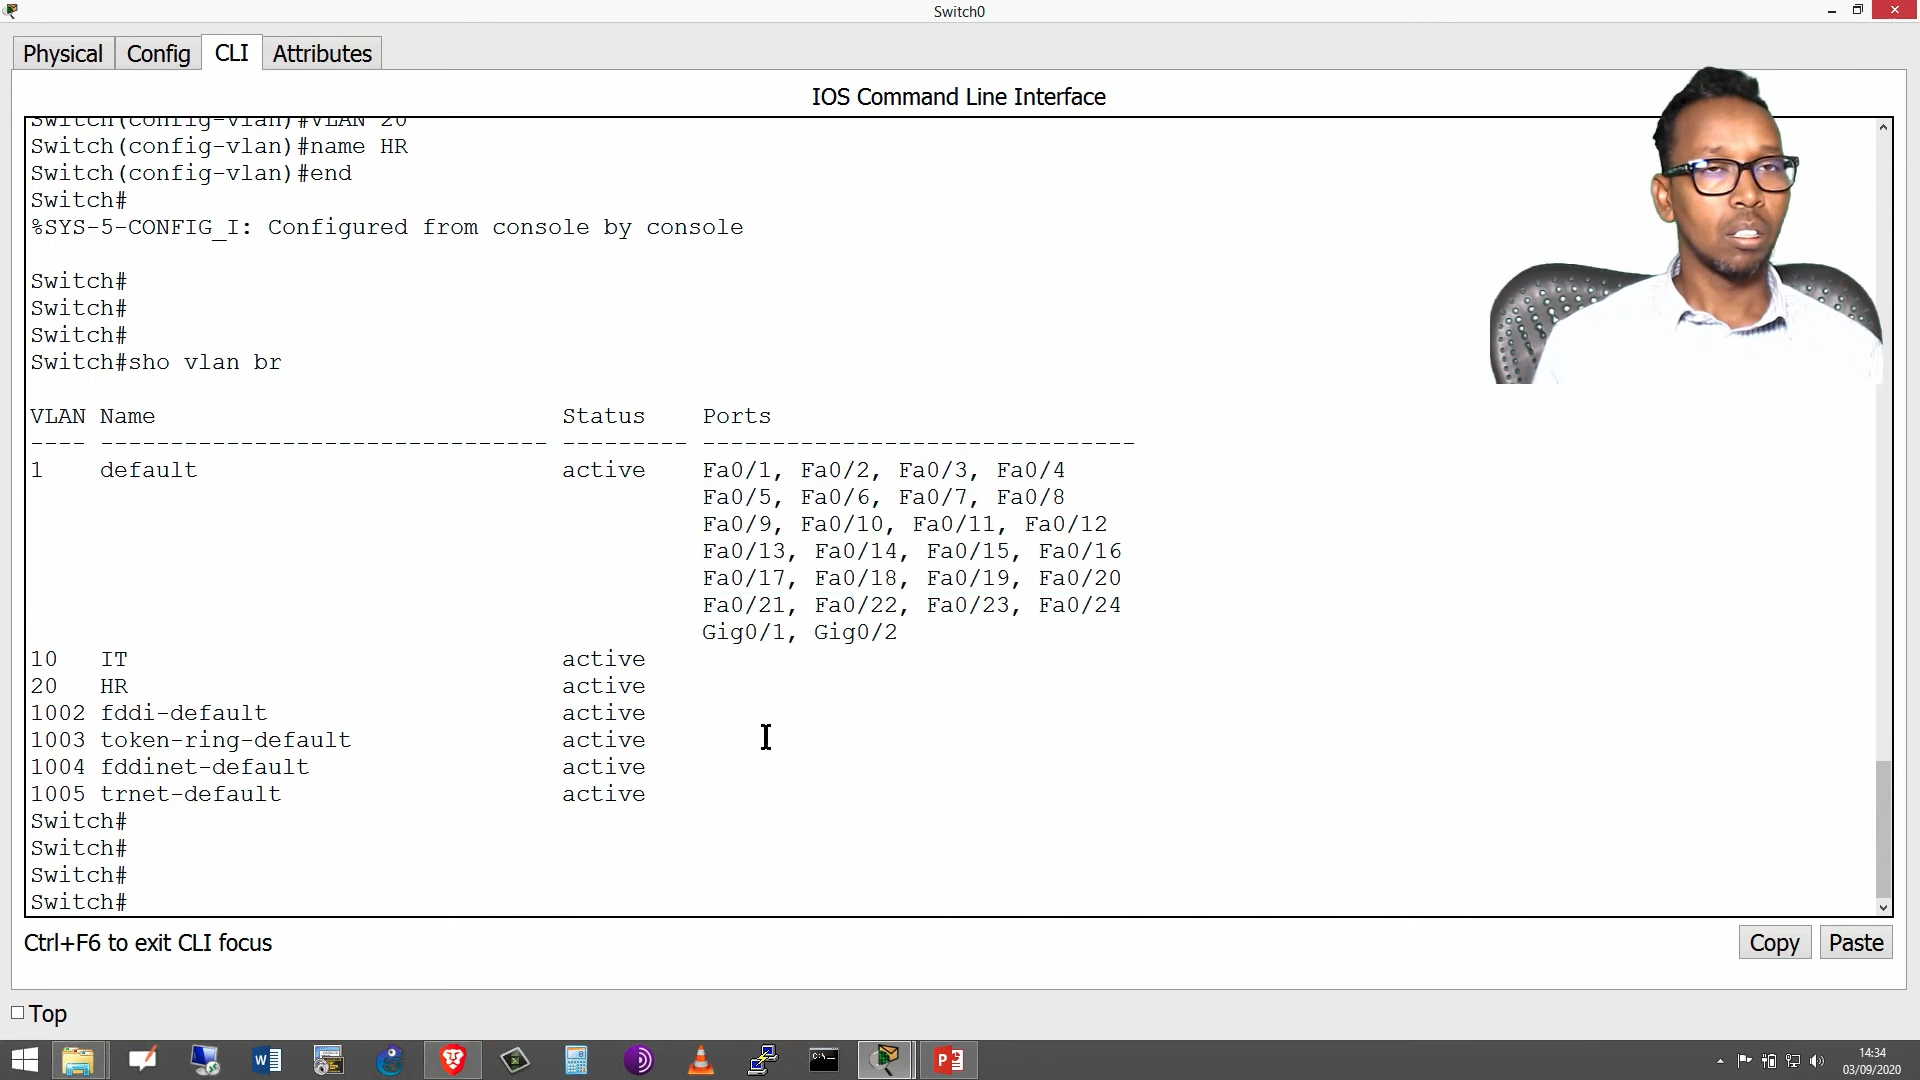 Switch0
Physical Config CLI Attributes
IOS Command Line Interface
Switch(config-vlan)#VLAN 20
Switch(config-vlan)#name HR
Switch(config-vlan)#end
Switch#
%SYS-5-CONFIG_I: Configured from console by console
Switch#
Switch#
Switch#
Switch#sho vlan br
VLAN Name Status Ports
---- -------------------------------- --------- -------------------------------
1 default active Fa0/1, Fa0/2, Fa0/3, Fa0/4
Fa0/5, Fa0/6, Fa0/7, Fa0/8
Fa0/9, Fa0/10, Fa0/11, Fa0/12
Fa0/13, Fa0/14, Fa0/15, Fa0/16
Fa0/17, Fa0/18, Fa0/19, Fa0/20
Fa0/21, Fa0/22, Fa0/23, Fa0/24
Gig0/1, Gig0/2
10 IT active
20 HR active
1002 fddi-default active
1003 token-ring-default active
1004 fddinet-default active
1005 trnet-default active
Switch#
Switch#
Switch#
Switch#
Ctrl+F6 to exit CLI focus
Copy Paste
Top
14:34
03/09/2020